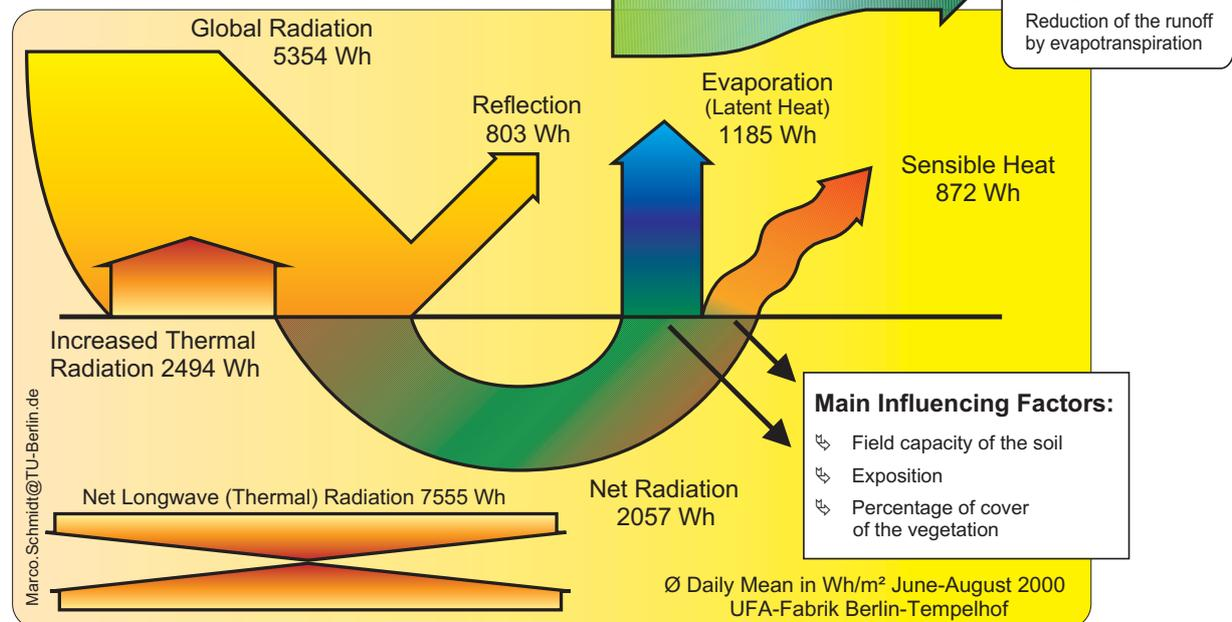 Global Radiation
5354 Wh
Reduction of the runoff
by evapotranspiration
Reflection
803 Wh
Evaporation
(Latent Heat)
1185 Wh
Sensible Heat
872 Wh
Increased Thermal
Radiation 2494 Wh
Main Influencing Factors:
Field capacity of the soil
Exposition
Percentage of cover
of the vegetation
Net Radiation
2057 Wh
Net Longwave (Thermal) Radiation 7555 Wh
Ø Daily Mean in Wh/m² June-August 2000
UFA-Fabrik Berlin-Tempelhof
Marco.Schmidt@TU-Berlin.de